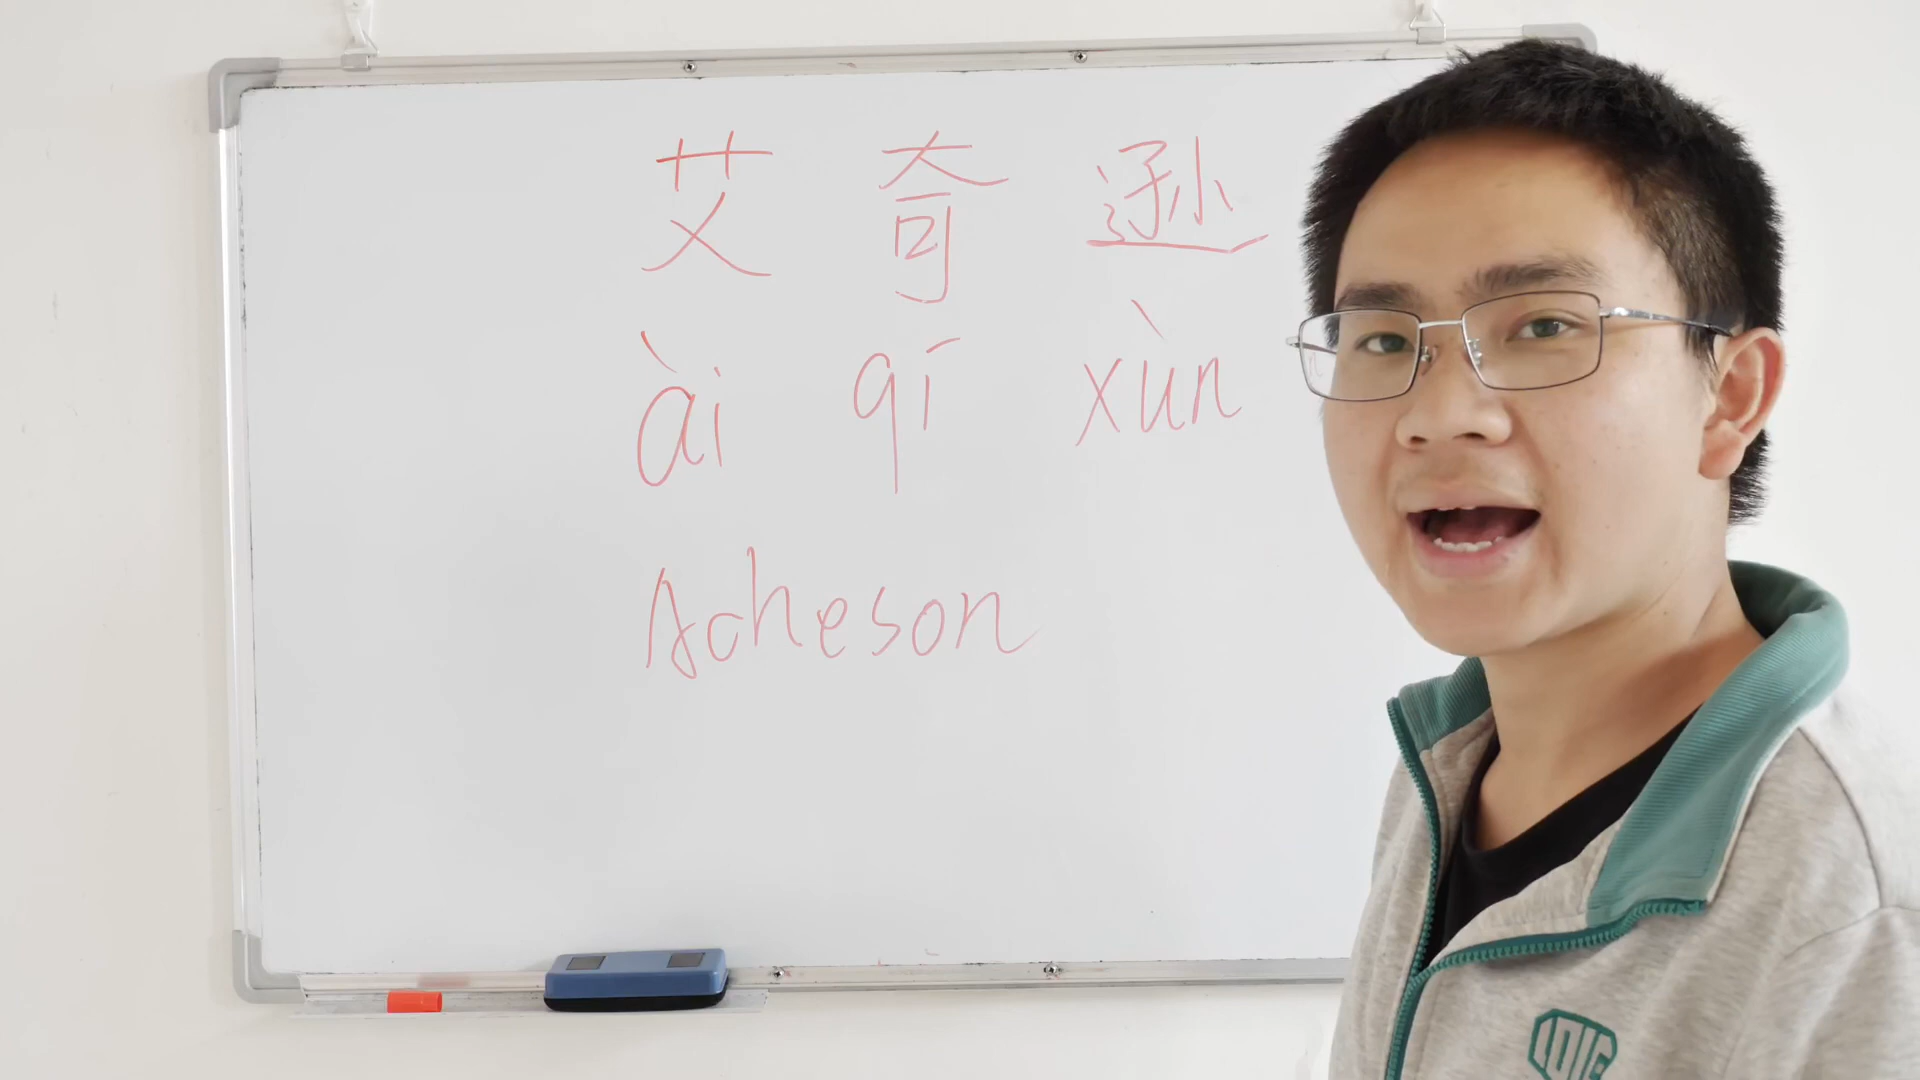 艾 奇 逊
ài qí xùn
Acheson